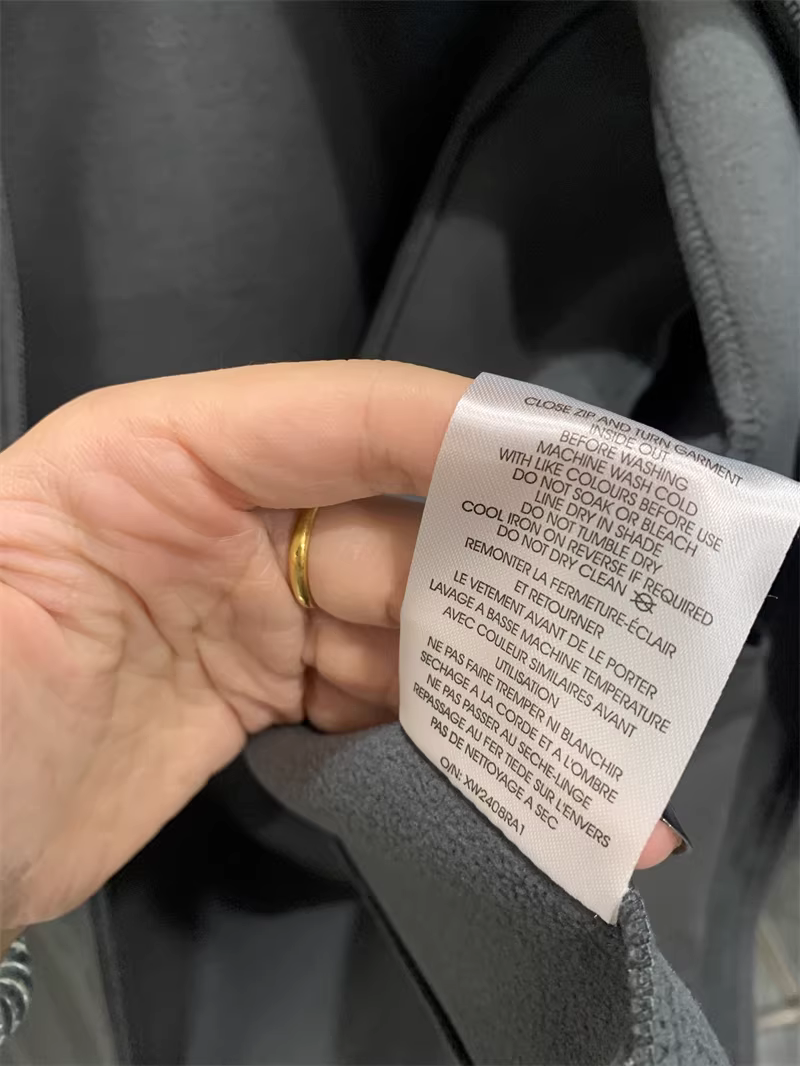 CLOSE ZIP AND TURN GARMENT
INSIDE OUT
BEFORE WASHING
MACHINE WASH COLD
WITH LIKE COLOURS BEFORE USE
DO NOT SOAK OR BLEACH
LINE DRY IN SHADE
DO NOT TUMBLE DRY
COOL IRON ON REVERSE IF REQUIRED
DO NOT DRY CLEAN
REMONTER LA FERMETURE-ÉCLAIR
ET RETOURNER
LE VETEMENT AVANT DE LE PORTER
LAVAGE A BASSE MACHINE TEMPERATURE
AVEC COULEUR SIMILAIRES AVANT
UTILISATION
NE PAS FAIRE TREMPER NI BLANCHIR
SECHAGE A LA CORDE ET A L'OMBRE
NE PAS PASSER AU SECHE-LINGE
REPASSAGE AU FER TIEDE SUR L'ENVERS
PAS DE NETTOYAGE A SEC
O/N: XW2408RA1